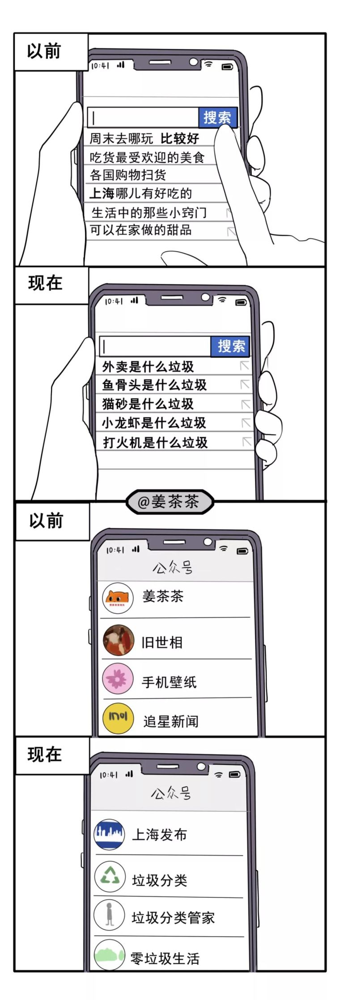 以前
10:41
搜索
周末去哪玩 比较好
吃货最受欢迎的美食
各国购物扫货
上海哪儿有好吃的
生活中的那些小窍门
可以在家做的甜品
现在
10:41
搜索
外卖是什么垃圾
鱼骨头是什么垃圾
猫砂是什么垃圾
小龙虾是什么垃圾
打火机是什么垃圾
@姜茶茶
以前
10:41
公众号
姜茶茶
旧世相
手机壁纸
追星新闻
现在
10:41
公众号
上海发布
垃圾分类
垃圾分类管家
零垃圾生活